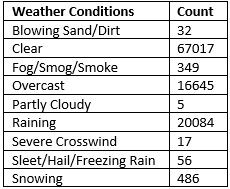 Weather Conditions Count
Blowing Sand/Dirt 32
Clear 67017
Fog/Smog/Smoke 349
Overcast 16645
Partly Cloudy 5
Raining 20084
Severe Crosswind 17
Sleet/Hail/Freezing Rain 56
Snowing 486